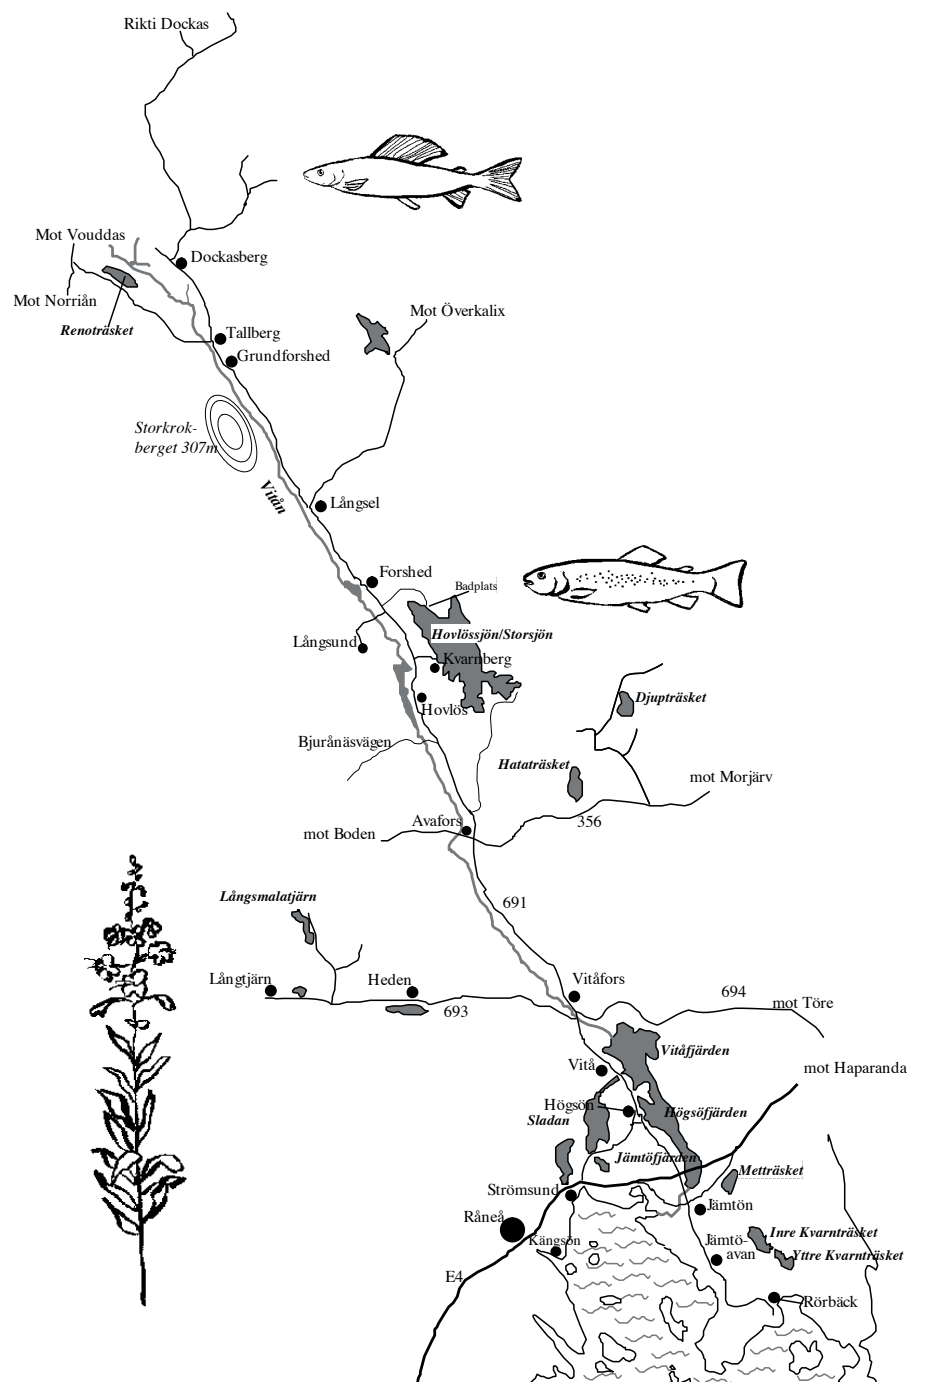 Rikti Dockas
Mot Vouddas
Dockasberg
Mot Norriån
Renoträsket
Mot Överkalix
Tallberg
Grundforshed
Storkrok-
berget 307m
Vitån
Långsel
Forshed
Badplats
Långsund
Hovlössjön/Storsjön
Kvarnberg
Hovlös
Djupträsket
Bjurånäsvägen
Hataträsket
mot Morjärv
356
Avafors
mot Boden
Långsmalatjärn
691
Långtjärn
Heden
693
Vitåfors
694
mot Töre
Vitåfjärden
Vitå
mot Haparanda
Högsön
Sladan
Högsöfjärden
Jämtöfjärden
Metträsket
Strömsund
Jämtön
Råneå
Kängsön
Jämtö-
avan
Inre Kvarnträsket
Yttre Kvarnträsket
E4
Rörbäck